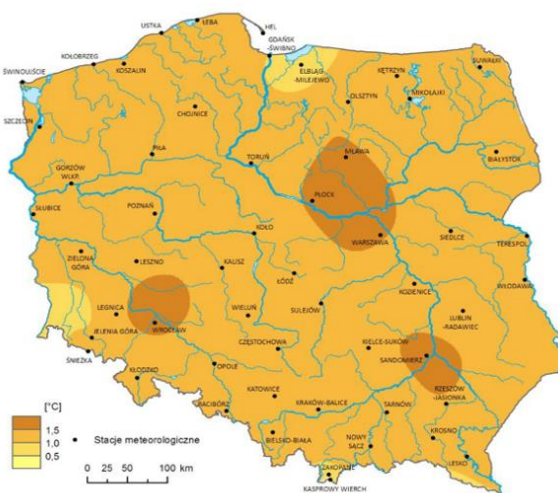 ŁEBA
USTKA
HEL
GDAŃSK
-ŚWIBNO
KOŁOBRZEG
KOSZALIN
ELBLĄG
-MILEJEWO
KĘTRZYN
SUWAŁKI
ŚWINOUJŚCIE
OLSZTYN
MIKOŁAJKI
CHOJNICE
SZCZECIN
PIŁA
TORUŃ
MŁAWA
BIAŁYSTOK
GORZÓW
WLKP.
PŁOCK
SŁUBICE
POZNAŃ
KOŁO
WARSZAWA
SIEDLCE
TERESPOL
ZIELONA
GÓRA
LESZNO
KALISZ
ŁÓDŹ
KOZIENICE
WŁODAWA
LEGNICA
WROCŁAW
WIELUŃ
SULEJÓW
LUBLIN
-RADAWIEC
JELENIA GÓRA
ŚNIEŻKA
CZĘSTOCHOWA
KIELCE-SUKÓW
SANDOMIERZ
KŁODZKO
OPOLE
KATOWICE
RZESZÓW
-JASIONKA
RACIBÓRZ
KRAKÓW-BALICE
TARNÓW
BIELSKO-BIAŁA
NOWY
SĄCZ
KROSNO
LESKO
ZAKOPANE
KASPROWY WIERCH
[°C]
1,5
1,0
0,5
Stacje meteorologiczne
0 20 40 60 100 km